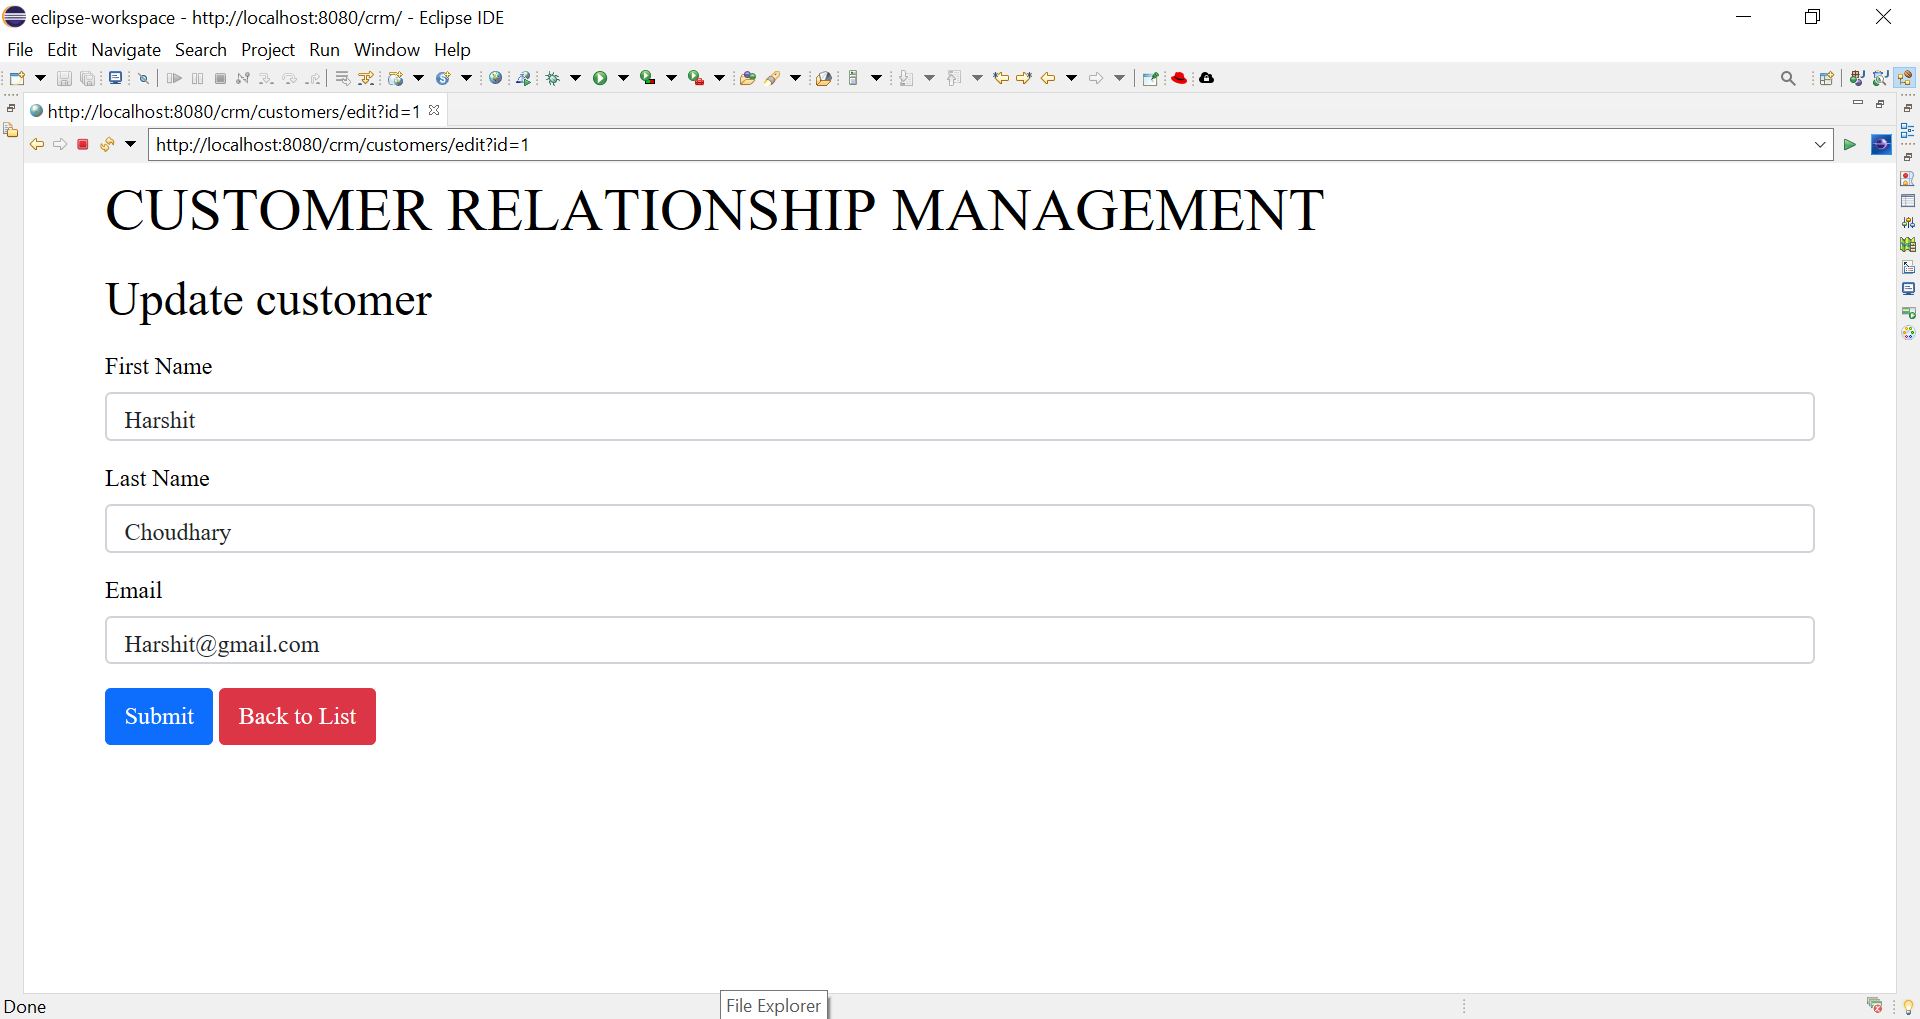 eclipse-workspace - http://localhost:8080/crm/ - Eclipse IDE
File Edit Navigate Search Project Run Window Help
http://localhost:8080/crm/customers/edit?id=1
http://localhost:8080/crm/customers/edit?id=1
CUSTOMER RELATIONSHIP MANAGEMENT
Update customer
First Name
Harshit
Last Name
Choudhary
Email
Harshit@gmail.com
Submit Back to List
Done File Explorer